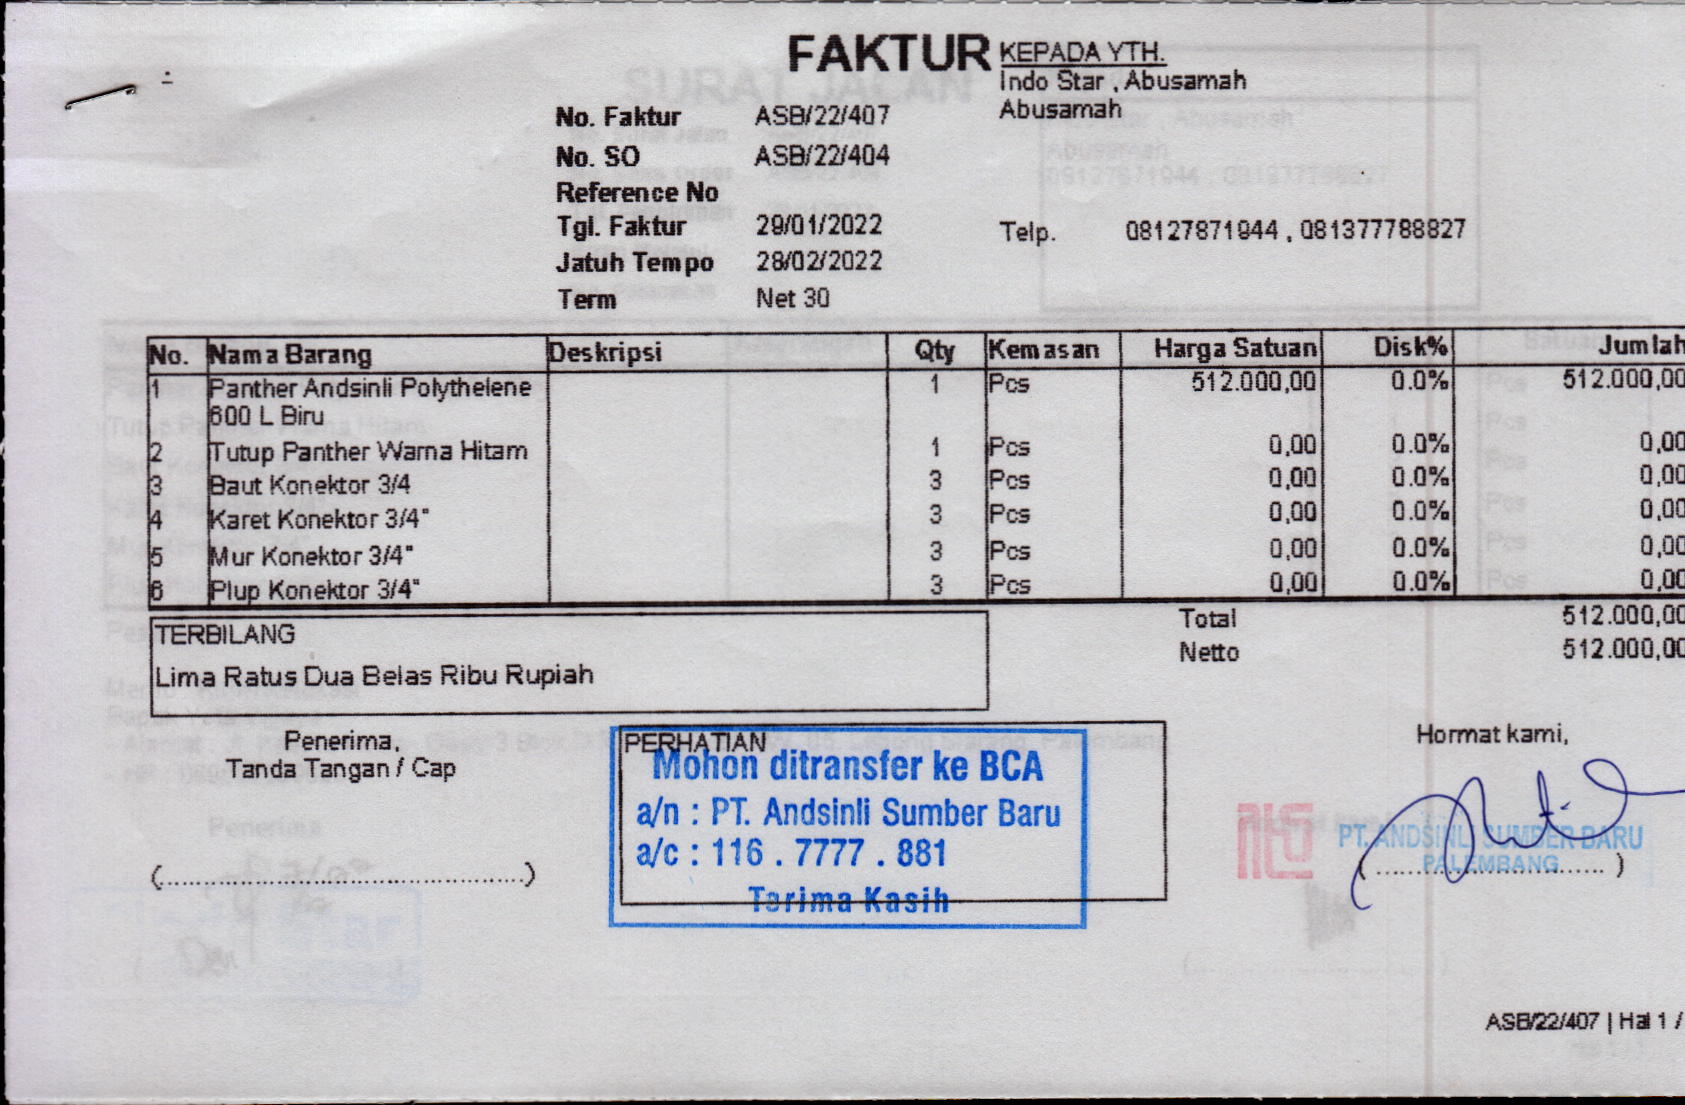 FAKTUR
KEPADA YTH.
Indo Star , Abusamah
Abusamah
No. Faktur ASB/22/407
No. SO ASB/22/404
Reference No
Tgl. Faktur 29/01/2022
Telp. 08127871944 , 081377788827
Jatuh Tempo 28/02/2022
Term Net 30
No. Nama Barang Deskripsi Qty Kemasan Harga Satuan Disk% Jumlah
1 Panther Andsinli Polythelene 1 Pcs 512.000,00 0.0% 512.000,00
600 L Biru
2 Tutup Panther Warna Hitam 1 Pcs 0,00 0.0% 0,00
3 Baut Konektor 3/4 3 Pcs 0,00 0.0% 0,00
4 Karet Konektor 3/4" 3 Pcs 0,00 0.0% 0,00
5 Mur Konektor 3/4" 3 Pcs 0,00 0.0% 0,00
6 Plup Konektor 3/4" 3 Pcs 0,00 0.0% 0,00
Total 512.000,00
Netto 512.000,00
TERBILANG
Lima Ratus Dua Belas Ribu Rupiah
Penerima,
Tanda Tangan / Cap
(................................................)
PERHATIAN
Mohon ditransfer ke BCA
a/n : PT. Andsinli Sumber Baru
a/c : 116 . 7777 . 881
Terima Kasih
Hormat kami,
PT. ANDSINLI SUMBER BARU
PALEMBANG
(................................)
ASB/22/407 | Hal 1 /